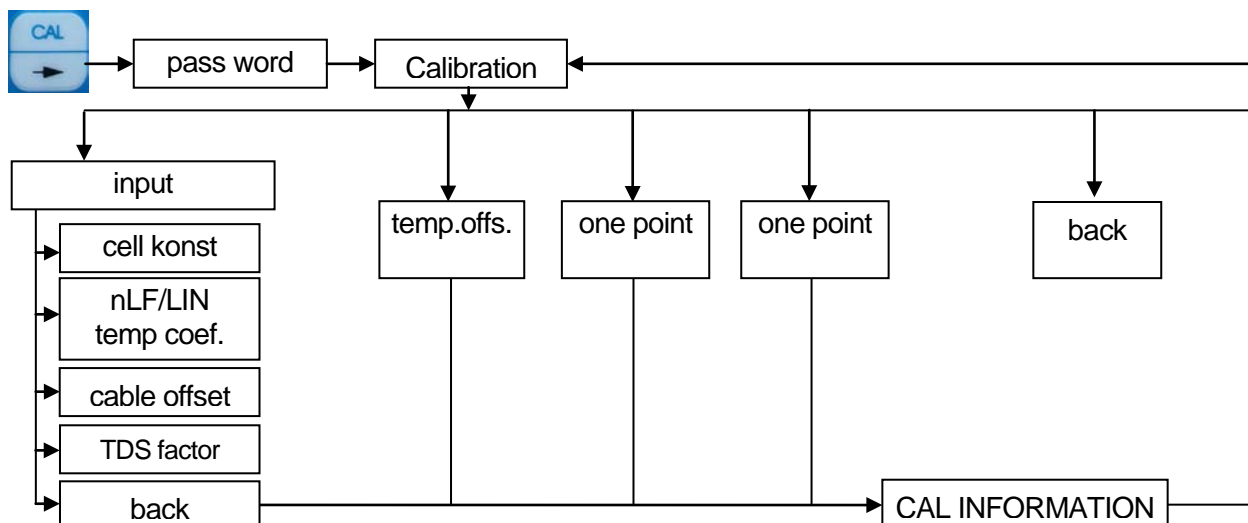 CAL
pass word
Calibration
input
temp.offs.
one point
one point
back
cell konst
nLF/LIN
temp coef.
cable offset
TDS factor
back
CAL INFORMATION